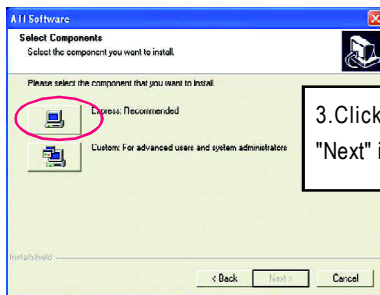 ATI Software
Select Components
Select the component you want to install.
Please select the component that you want to install
Express: Recommended
Custom: For advanced users and system administrators
3.Click
"Next" i
InstallShield
< Back
Next >
Cancel